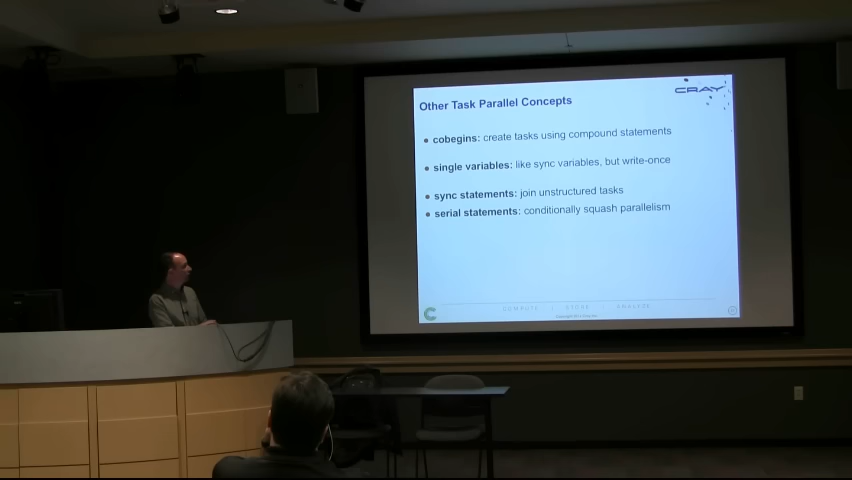 CRAY
Other Task Parallel Concepts
• cobegins: create tasks using compound statements
• single variables: like sync variables, but write-once
• sync statements: join unstructured tasks
• serial statements: conditionally squash parallelism
COMPUTE | STORE | ANALYZE